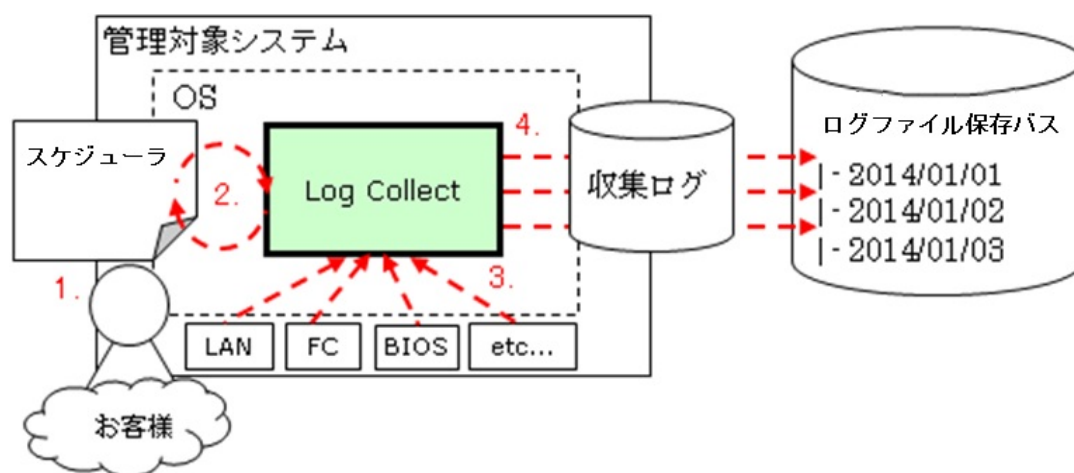 管理対象システム
OS
スケジューラ
1.
2.
Log Collect
3.
4.
収集ログ
LAN
FC
BIOS
etc...
お客様
ログファイル保存パス
|- 2014/01/01
|- 2014/01/02
|- 2014/01/03